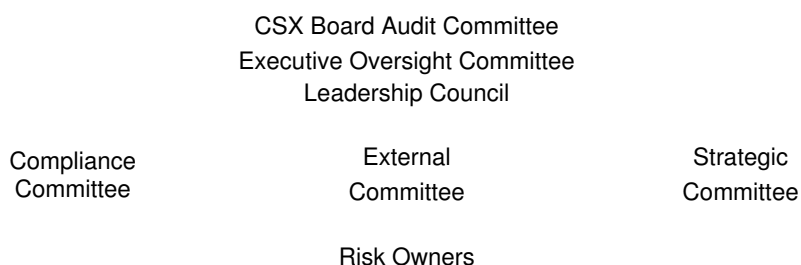 CSX Board Audit Committee
Executive Oversight Committee
Leadership Council
Compliance
Committee
External
Committee
Strategic
Committee
Risk Owners